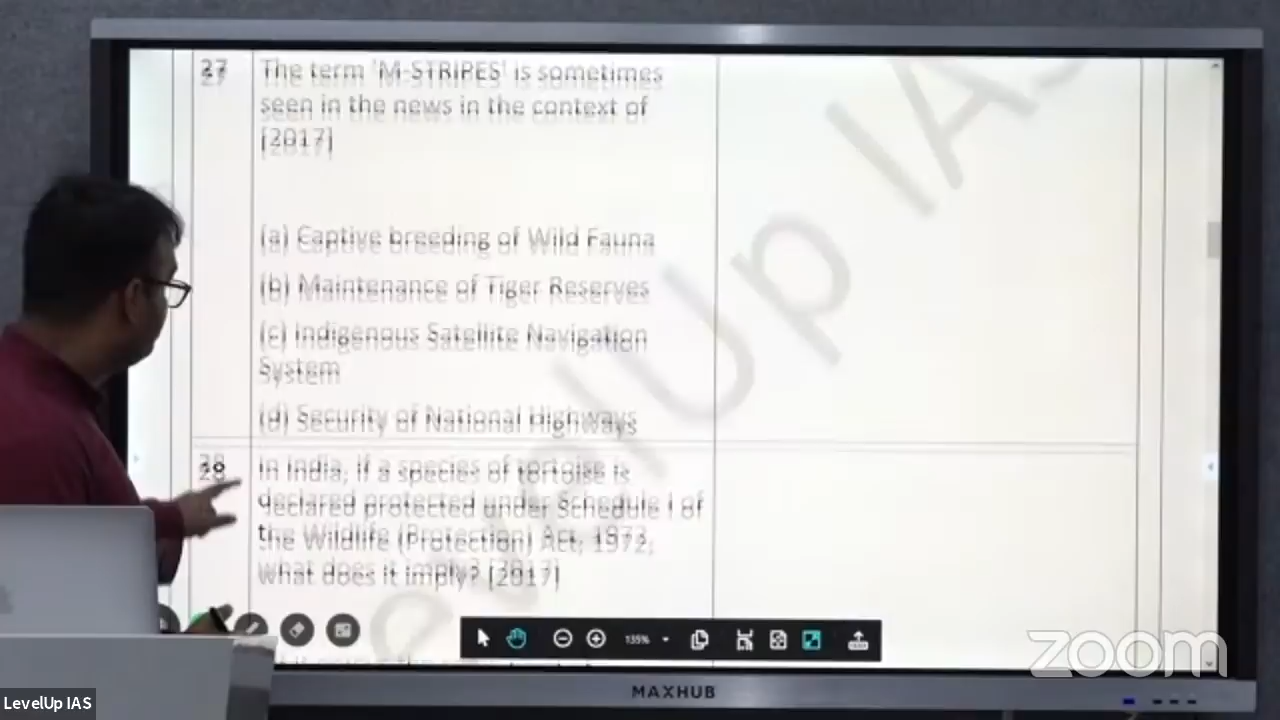 27
The term 'M-STRIPES' is sometimes
seen in the news in the context of
[2017]
(a) Captive breeding of Wild Fauna
(b) Maintenance of Tiger Reserves
(c) Indigenous Satellite Navigation
System
(d) Security of National Highways
28
In India, if a species of tortoise is
declared protected under Schedule I of
the Wildlife (Protection) Act, 1972,
what does it imply? [2017]
LevelUp IAS
135%
MAXHUB
zoom
LevelUp IAS